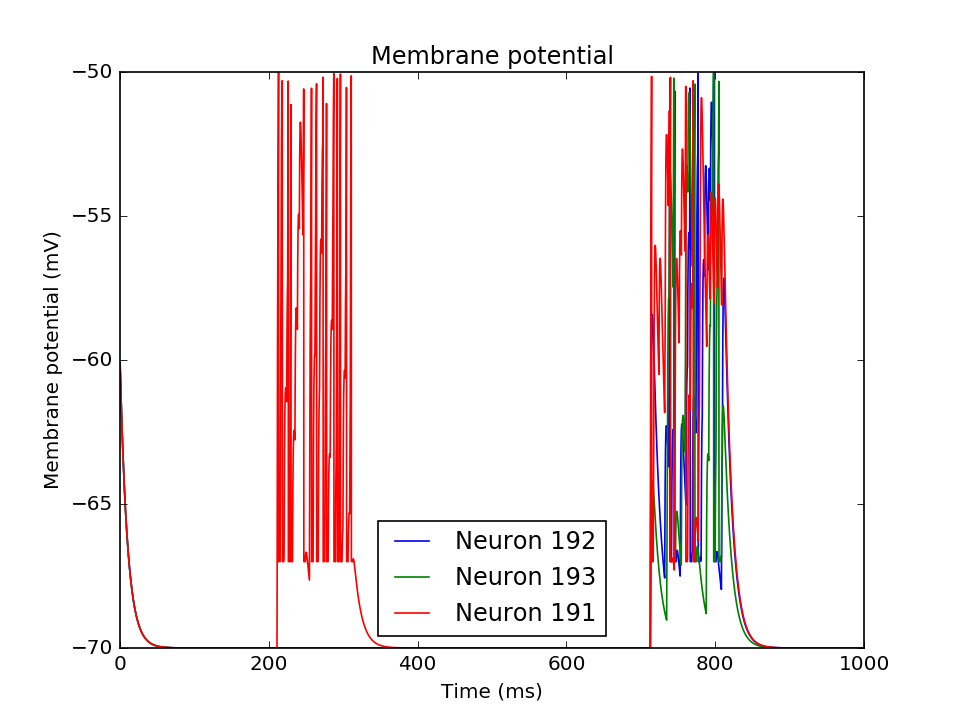 Membrane potential
−50
−55
−60
−65
−70
Membrane potential (mV)
Neuron 192
Neuron 193
Neuron 191
0
200
400
600
800
1000
Time (ms)